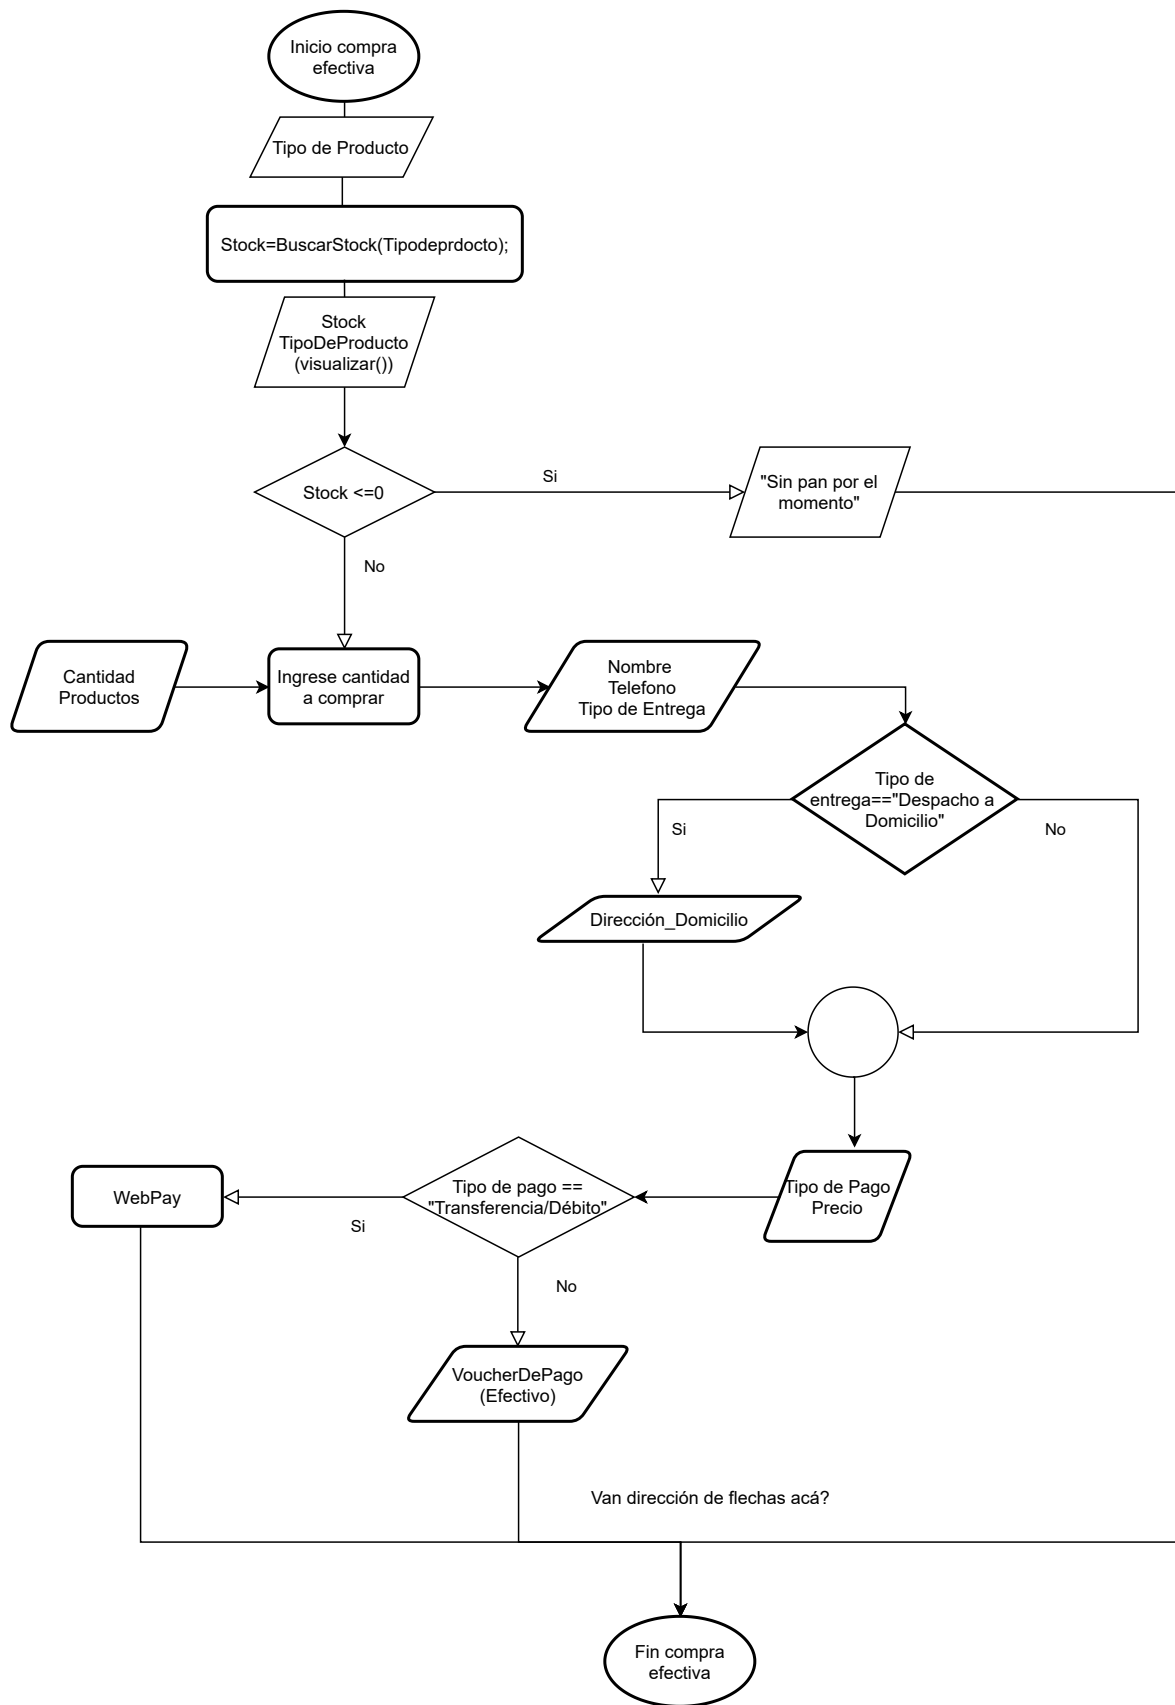 Inicio compra
efectiva
Tipo de Producto
Stock=BuscarStock(Tipodeprdocto);
Stock
TipoDeProducto
(visualizar())
Stock <=0
Si
"Sin pan por el
momento"
No
Cantidad
Productos
Ingrese cantidad
a comprar
Nombre
Telefono
Tipo de Entrega
Tipo de
entrega=="Despacho a
Domicilio"
Si
No
Dirección_Domicilio
Tipo de Pago
Precio
Tipo de pago ==
"Transferencia/Débito"
Si
WebPay
No
VoucherDePago
(Efectivo)
Van dirección de flechas acá?
Fin compra
efectiva